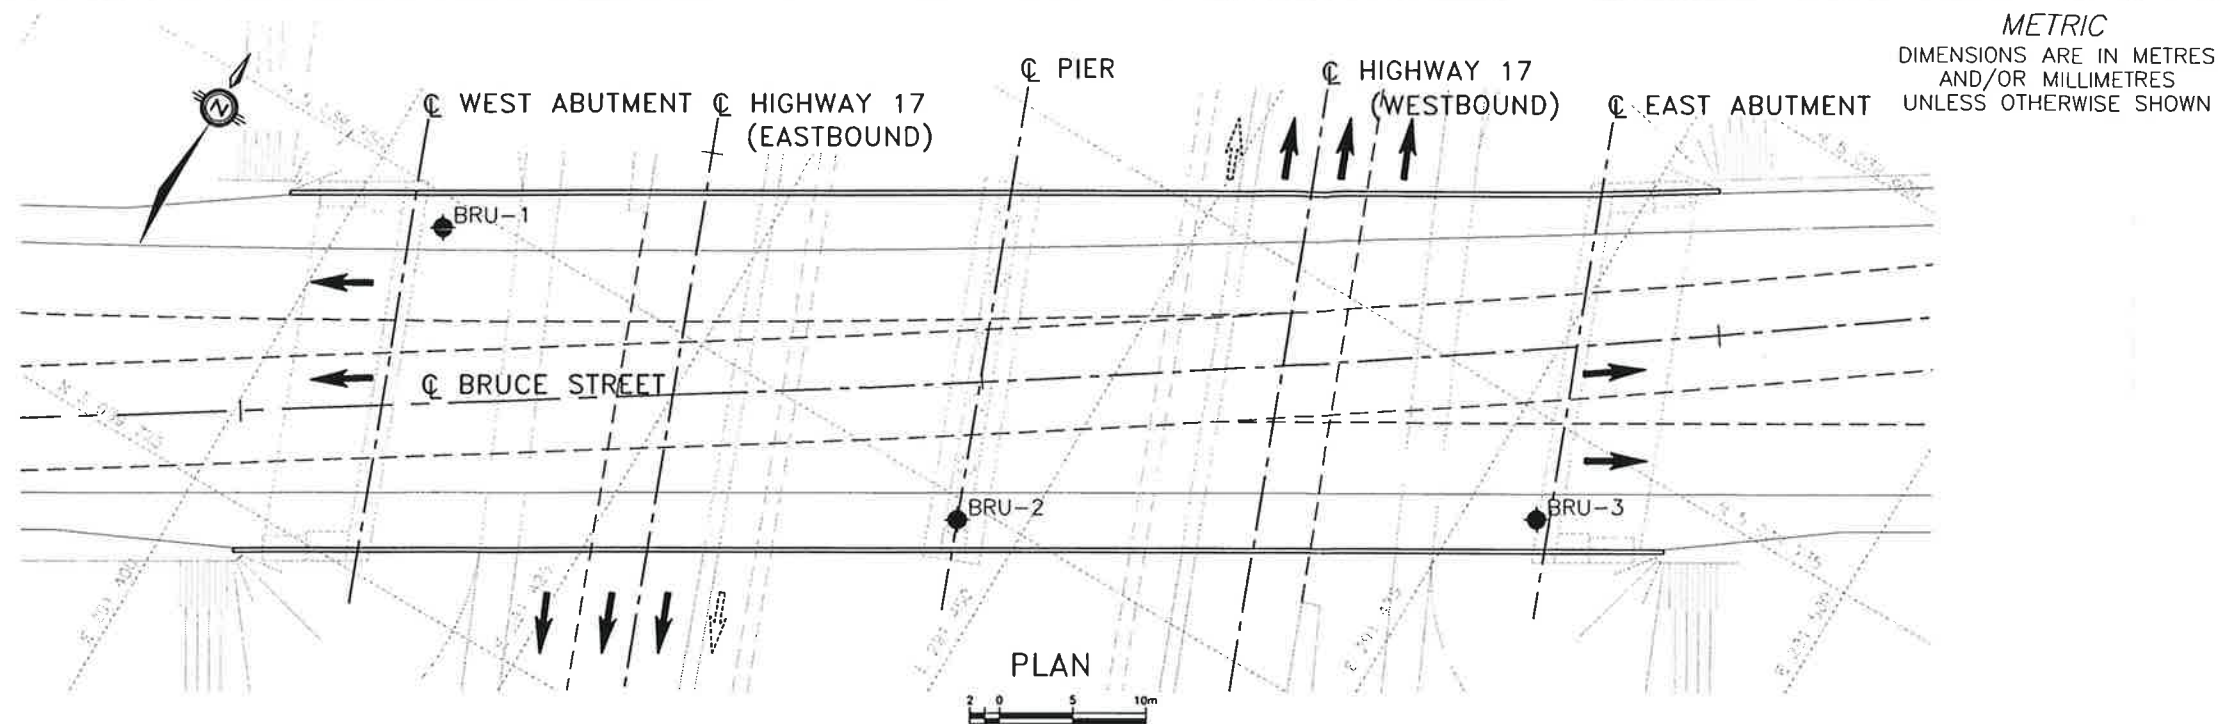 METRIC
DIMENSIONS ARE IN METRES
AND/OR MILLIMETRES
UNLESS OTHERWISE SHOWN
℄ WEST ABUTMENT
℄ HIGHWAY 17
(EASTBOUND)
℄ PIER
℄ HIGHWAY 17
(WESTBOUND)
℄ EAST ABUTMENT
N
BRU-1
℄ BRUCE STREET
BRU-2
BRU-3
PLAN
2 0 5 10m